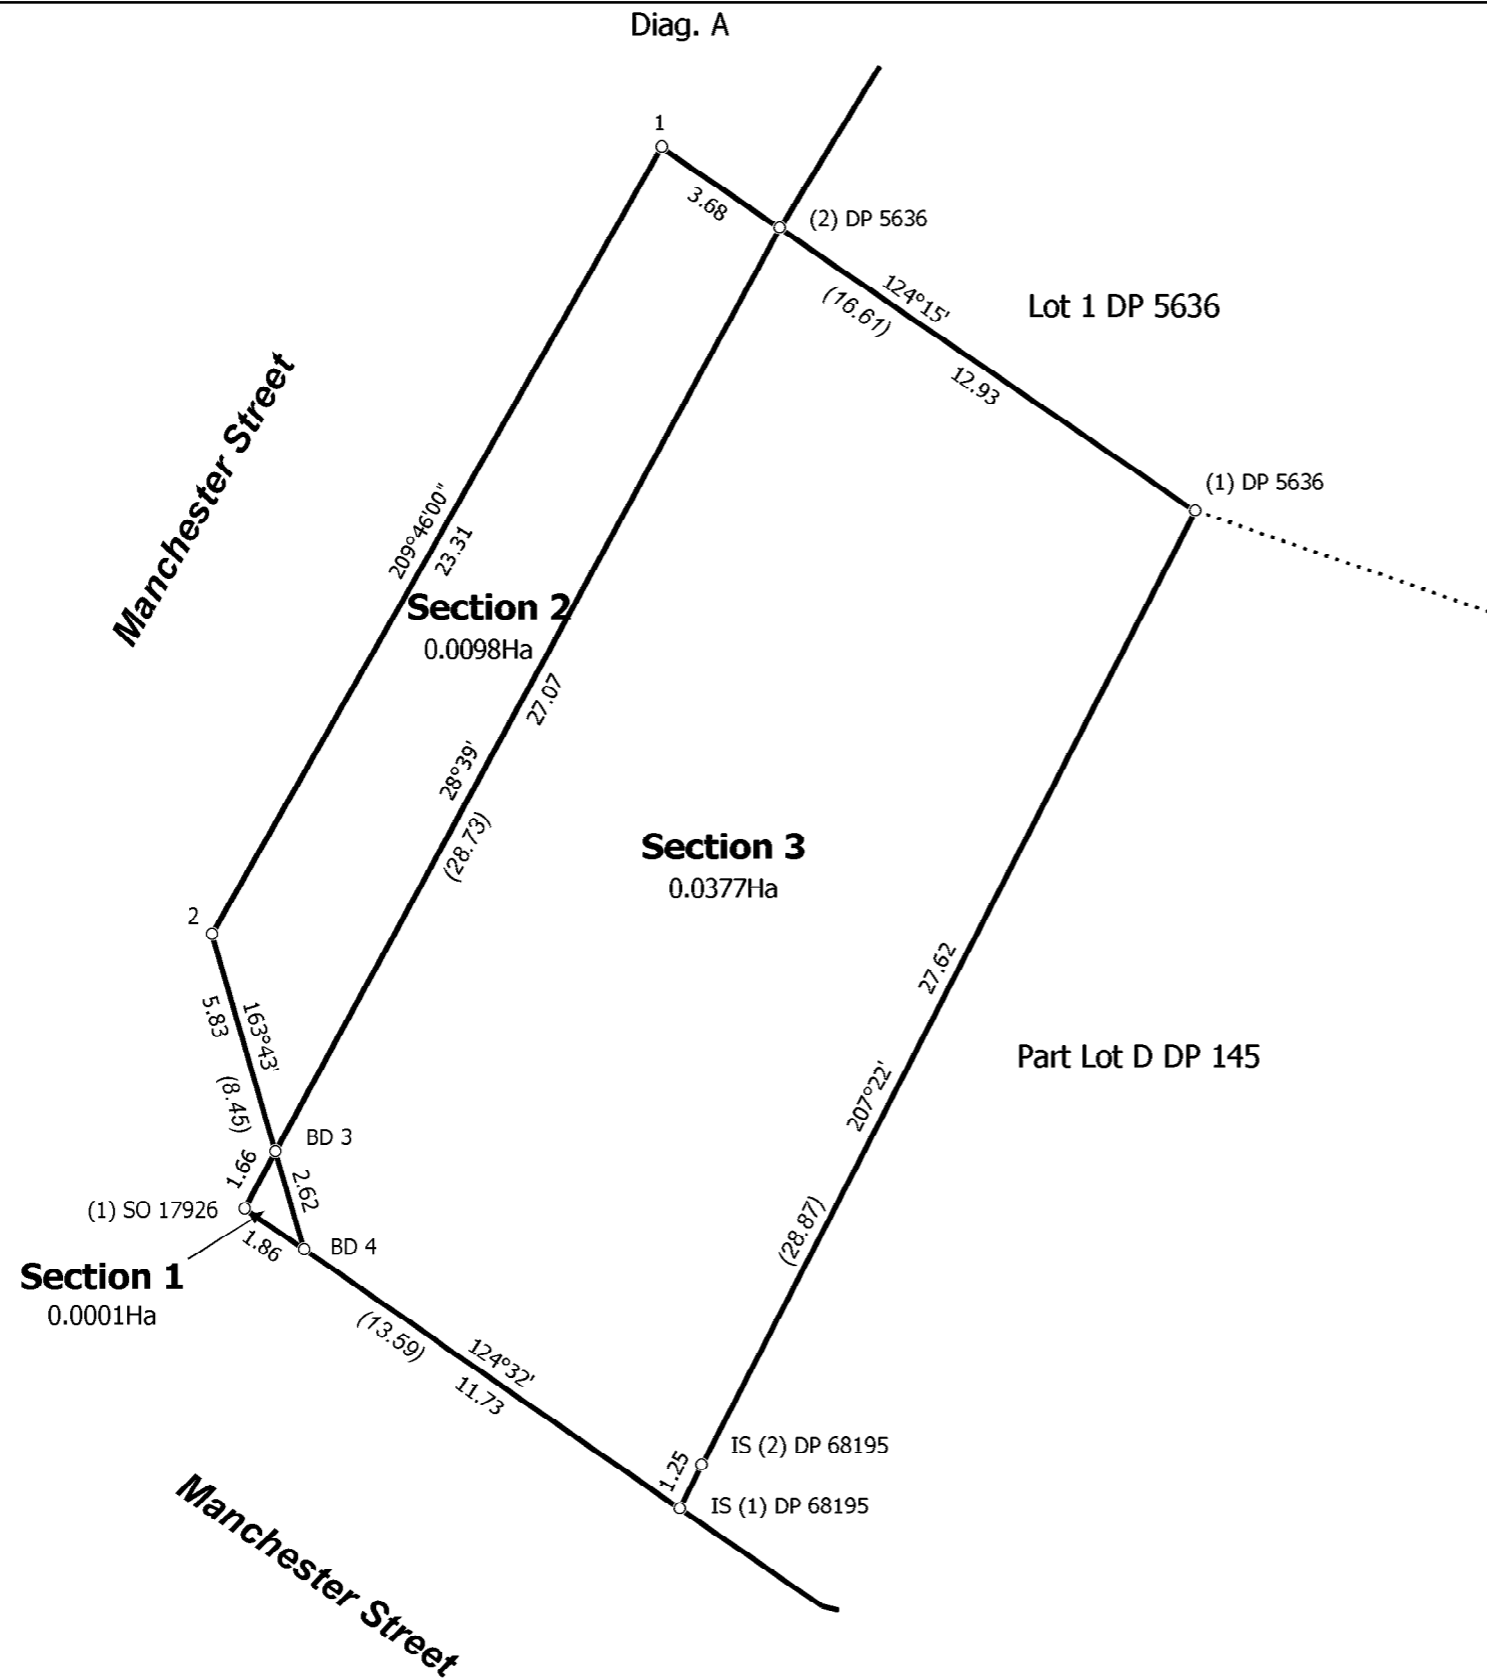 Diag. A
1
3.68
(2) DP 5636
124°15'
(16.61)
Lot 1 DP 5636
12.93
(1) DP 5636
Manchester Street
209°46'00"
23.31
Section 2
0.0098Ha
27.07
28°39'
(28.73)
Section 3
0.0377Ha
2
27.62
5.83
163°43'
Part Lot D DP 145
207°22'
(8.45)
BD 3
1.66
2.62
(1) SO 17926
(28.87)
1.86
BD 4
Section 1
0.0001Ha
(13.59)
124°32'
11.73
1.25
IS (2) DP 68195
IS (1) DP 68195
Manchester Street